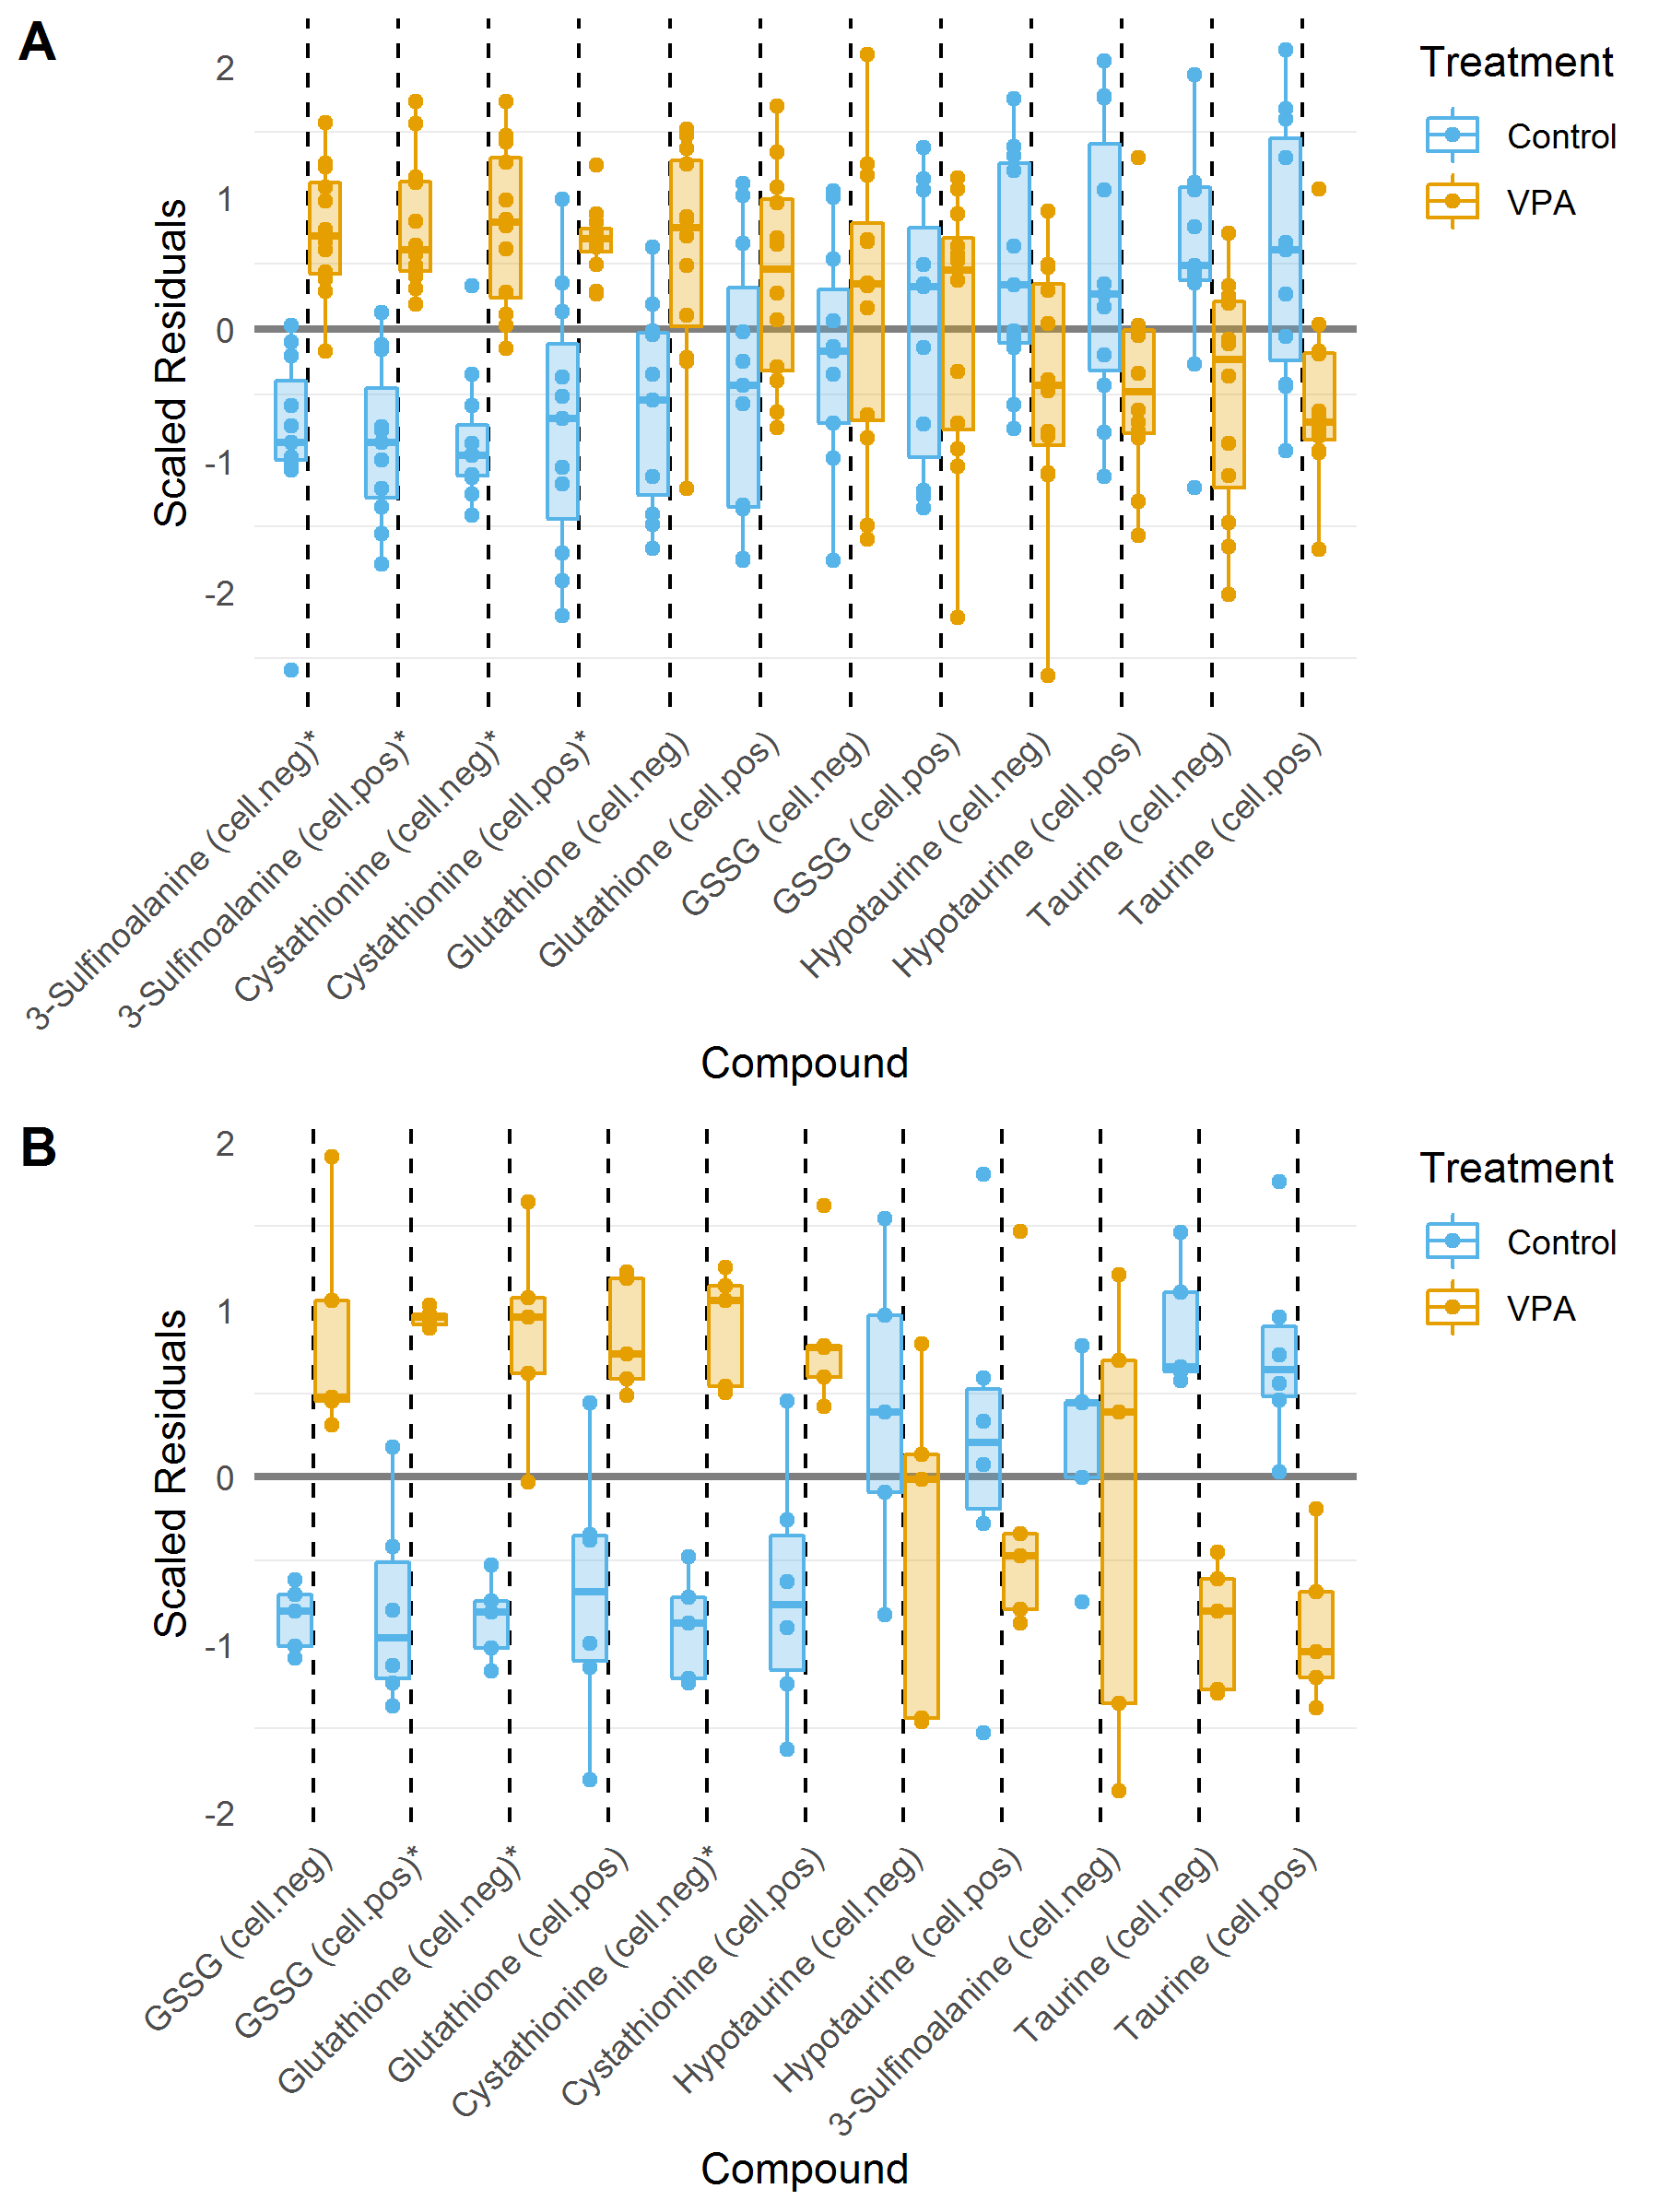 A
2
1
0
-1
-2
Scaled Residuals
3-Sulfinoalanine (cell.neg)*
3-Sulfinoalanine (cell.pos)*
Cystathionine (cell.neg)*
Cystathionine (cell.pos)*
Glutathione (cell.neg)
Glutathione (cell.pos)
GSSG (cell.neg)
GSSG (cell.pos)
Hypotaurine (cell.neg)
Hypotaurine (cell.pos)
Taurine (cell.neg)
Taurine (cell.pos)
Compound
Treatment
Control
VPA
B
2
1
0
-1
-2
Scaled Residuals
GSSG (cell.neg)
GSSG (cell.pos)*
Glutathione (cell.neg)*
Glutathione (cell.pos)
Cystathionine (cell.neg)*
Cystathionine (cell.pos)
Hypotaurine (cell.neg)
Hypotaurine (cell.pos)
3-Sulfinoalanine (cell.neg)
Taurine (cell.neg)
Taurine (cell.pos)
Compound
Treatment
Control
VPA